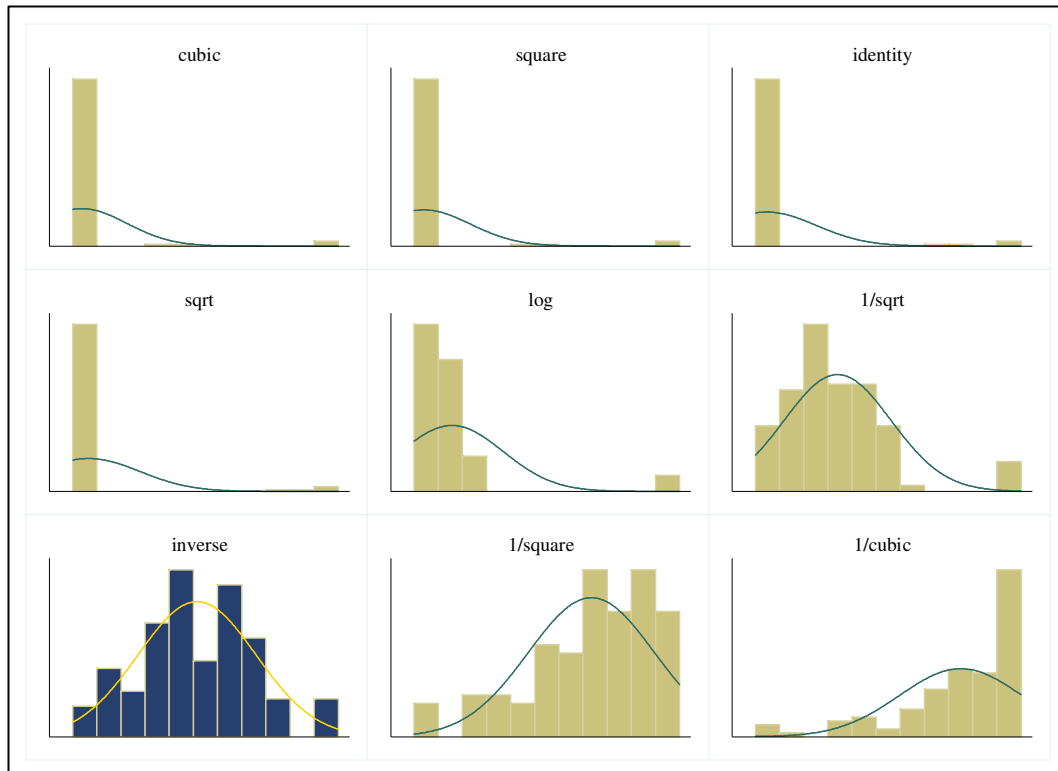 cubic
square
identity
sqrt
log
1/sqrt
inverse
1/square
1/cubic